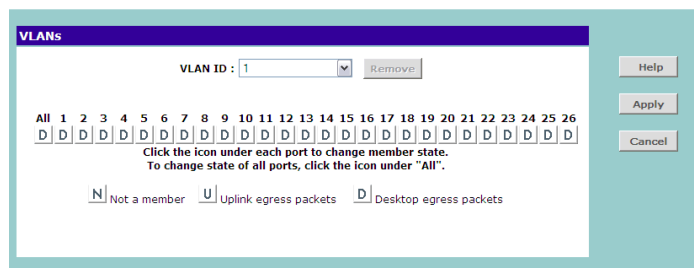 VLANs
VLAN ID : 1 Remove
Help
Apply
Cancel
All 1 2 3 4 5 6 7 8 9 10 11 12 13 14 15 16 17 18 19 20 21 22 23 24 25 26
D D D D D D D D D D D D D D D D D D D D D D D D D D D
Click the icon under each port to change member state.
To change state of all ports, click the icon under "All".
N Not a member U Uplink egress packets D Desktop egress packets